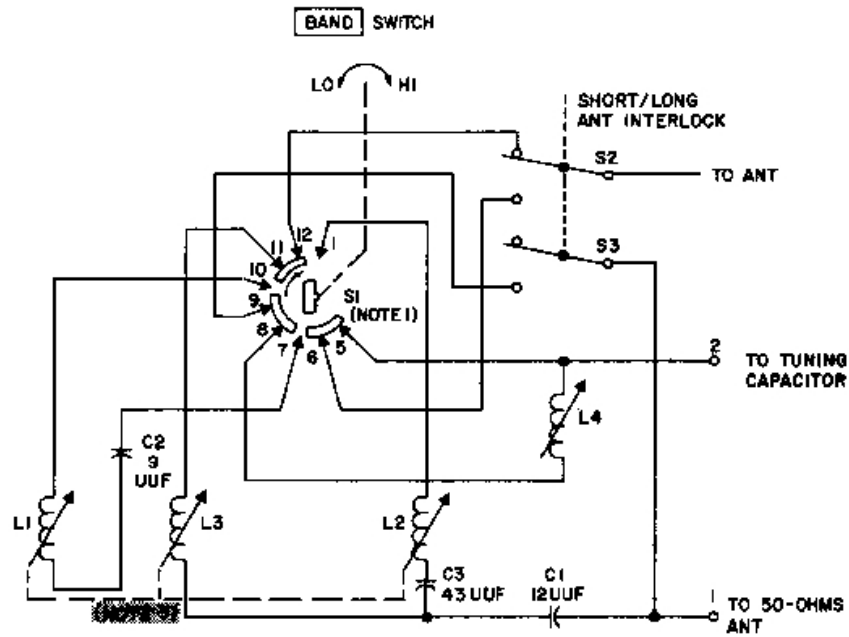 BAND SWITCH
LO HI
SHORT/LONG
ANT INTERLOCK
S2
TO ANT
12 1
11
10
S3
9
S1
(NOTE 1)
8
5
7
6
2
TO TUNING
CAPACITOR
L4
C2
9
UUF
L1
L3
L2
C3
43 UUF
C1
12UUF
1
TO 50-OHMS
ANT